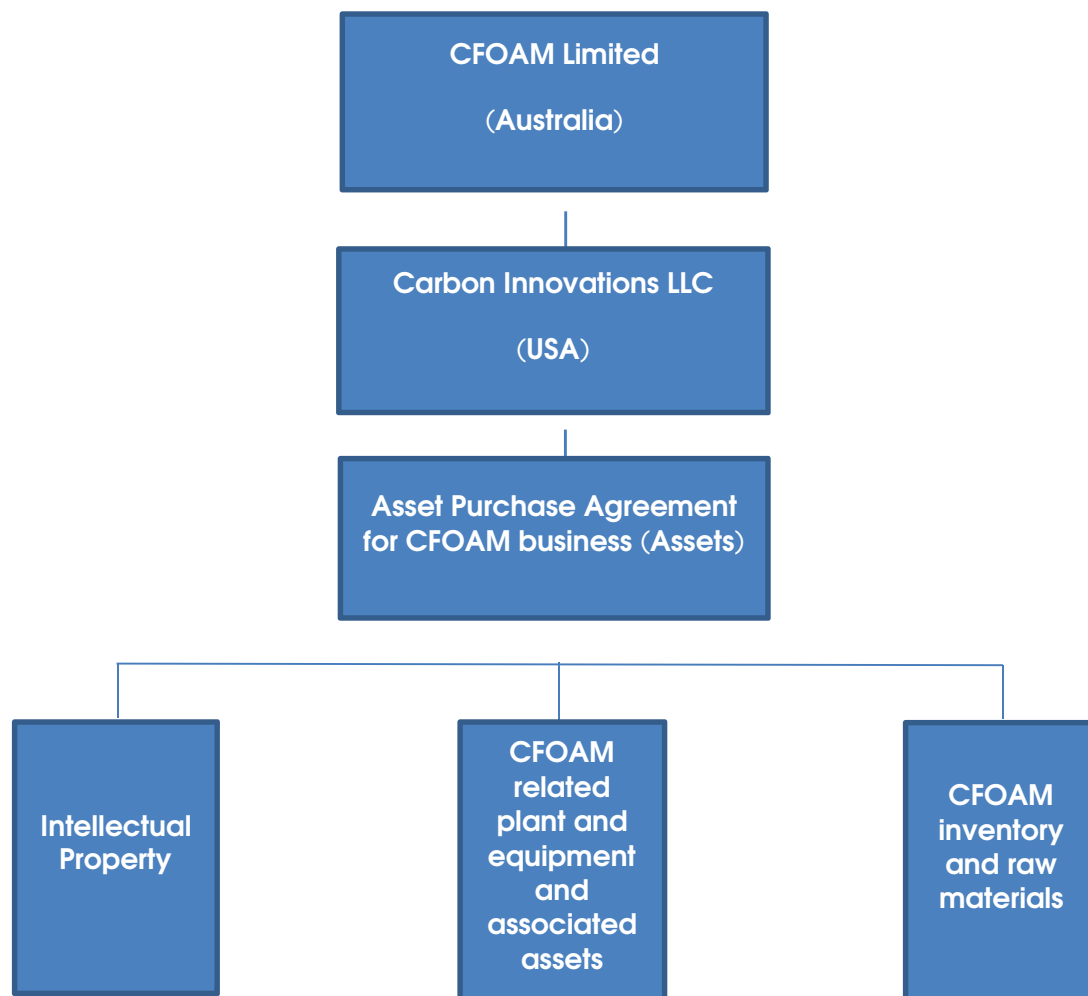 CFOAM Limited
(Australia)
Carbon Innovations LLC
(USA)
Asset Purchase Agreement
for CFOAM business (Assets)
Intellectual
Property
CFOAM
related
plant and
equipment
and
associated
assets
CFOAM
inventory
and raw
materials